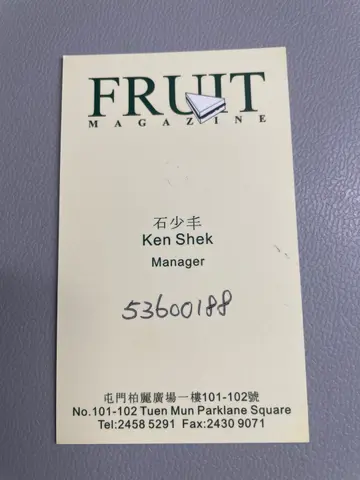 FRUIT
MAGAZINE
石少丰
Ken Shek
Manager
53600188
屯門柏麗廣場一樓101-102號
No.101-102 Tuen Mun Parklane Square
Tel:2458 5291 Fax:2430 9071